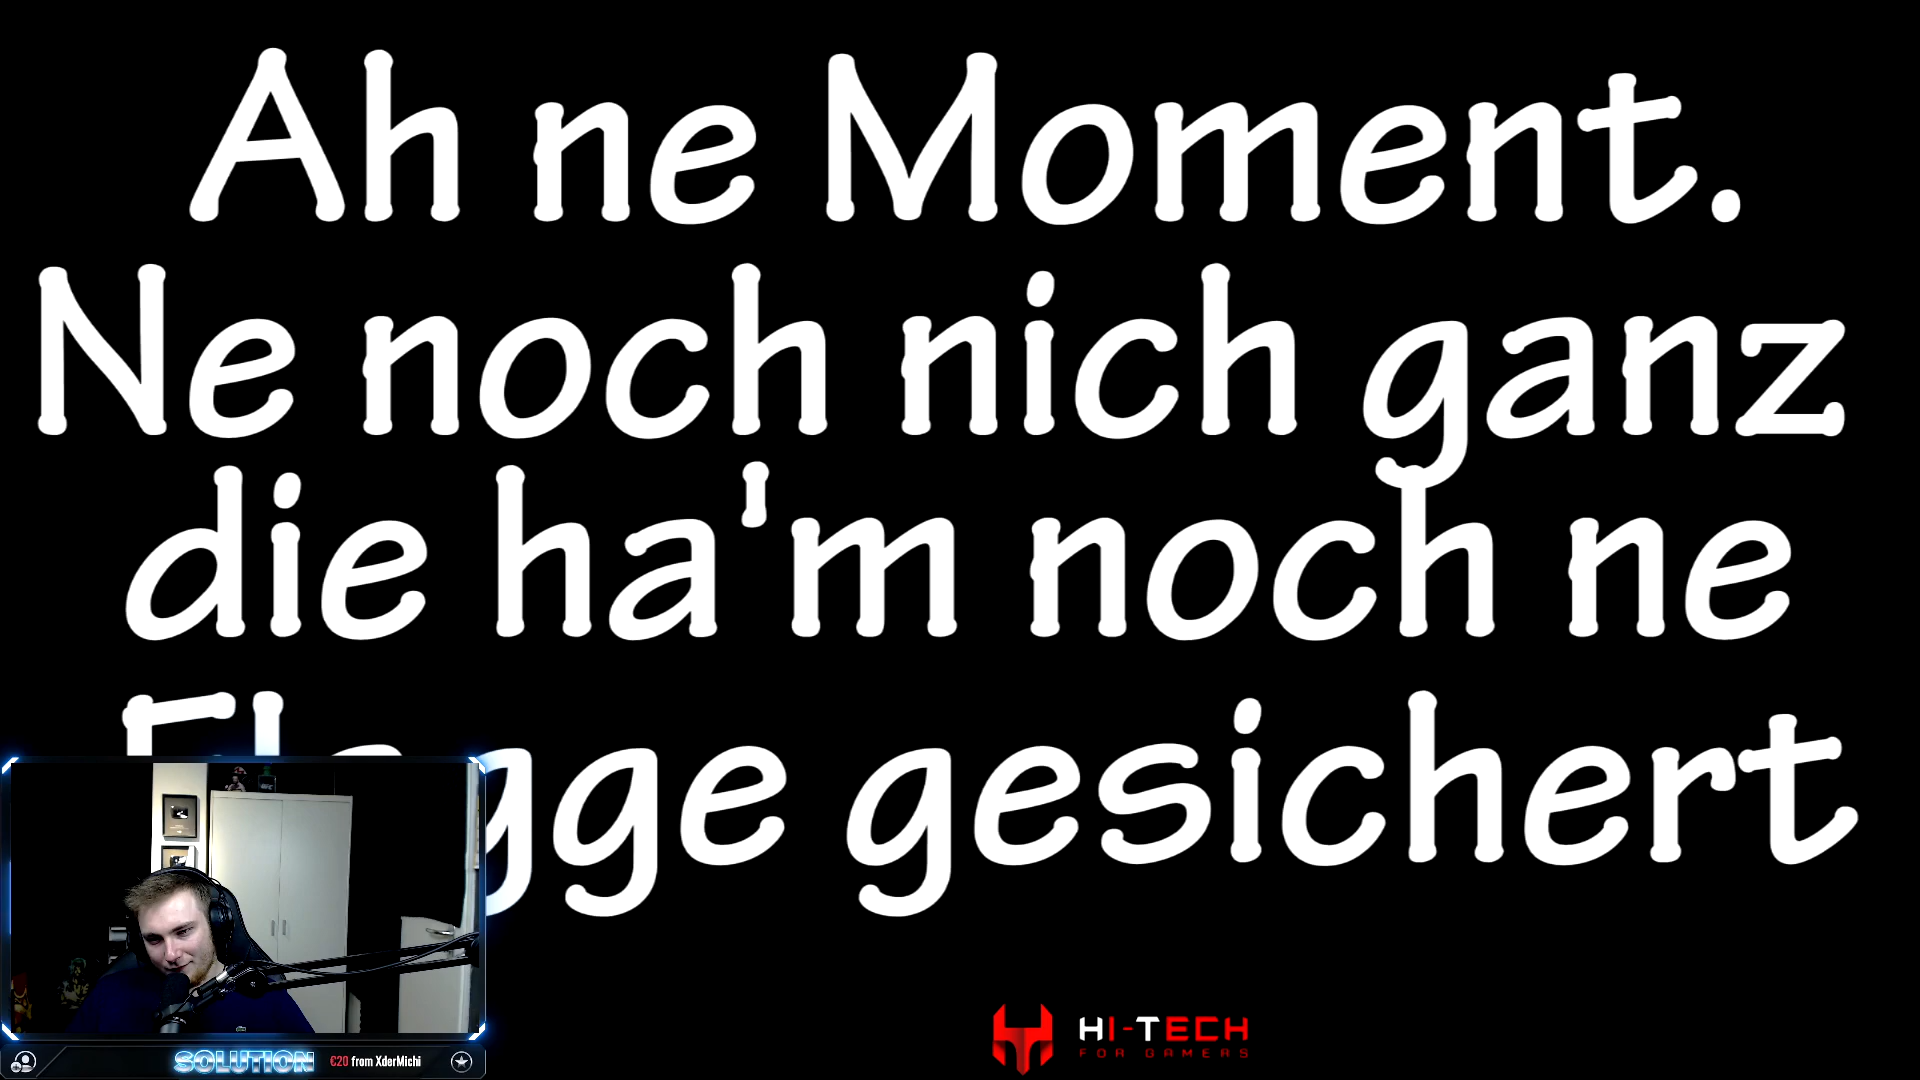 Ah ne Moment.
Ne noch nich ganz
die ha'm noch ne
Flagge gesichert
SOLUTION €20 from XderMichi
HI-TECH
FOR GAMERS